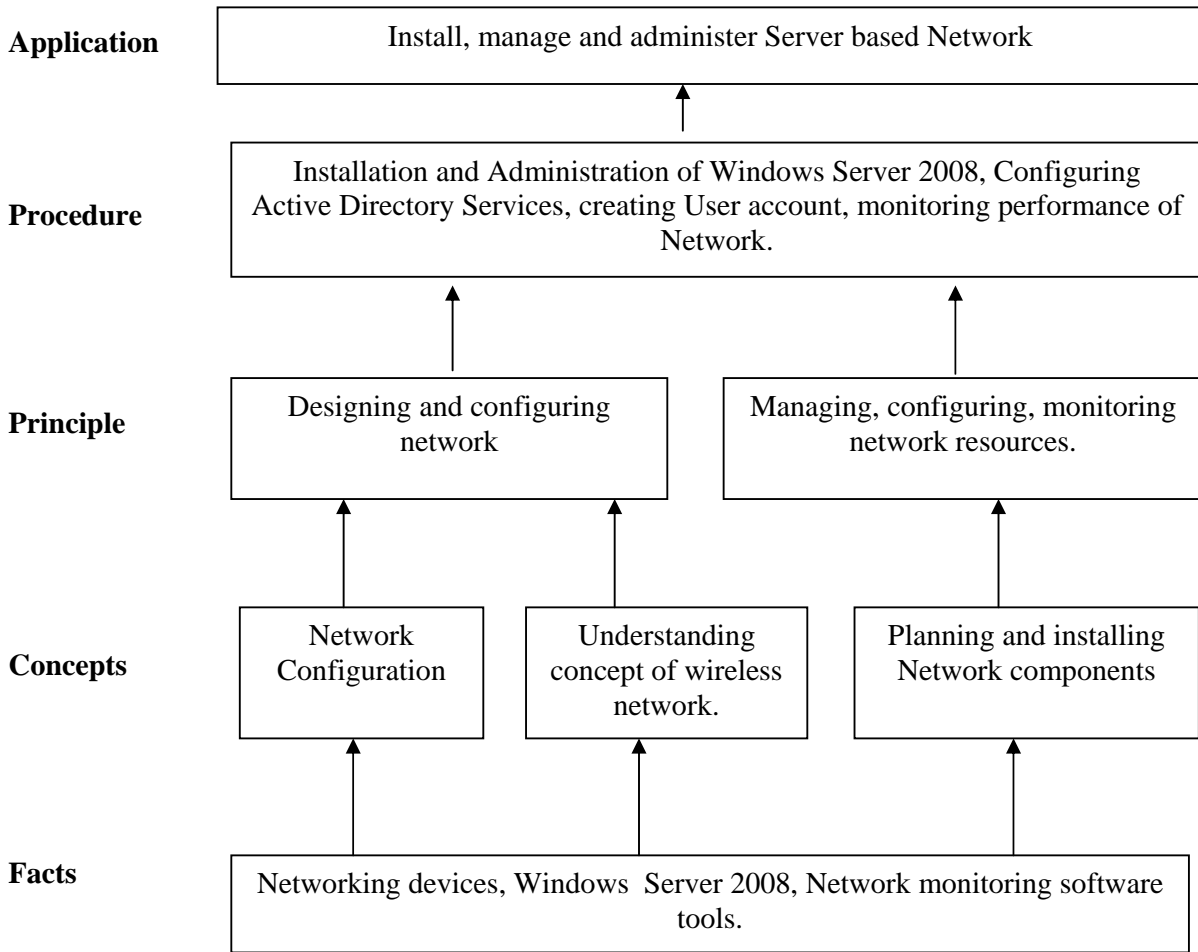 Application
Install, manage and administer Server based Network
Procedure
Installation and Administration of Windows Server 2008, Configuring
Active Directory Services, creating User account, monitoring performance of
Network.
Principle
Designing and configuring
network
Managing, configuring, monitoring
network resources.
Concepts
Network
Configuration
Understanding
concept of wireless
network.
Planning and installing
Network components
Facts
Networking devices, Windows Server 2008, Network monitoring software
tools.